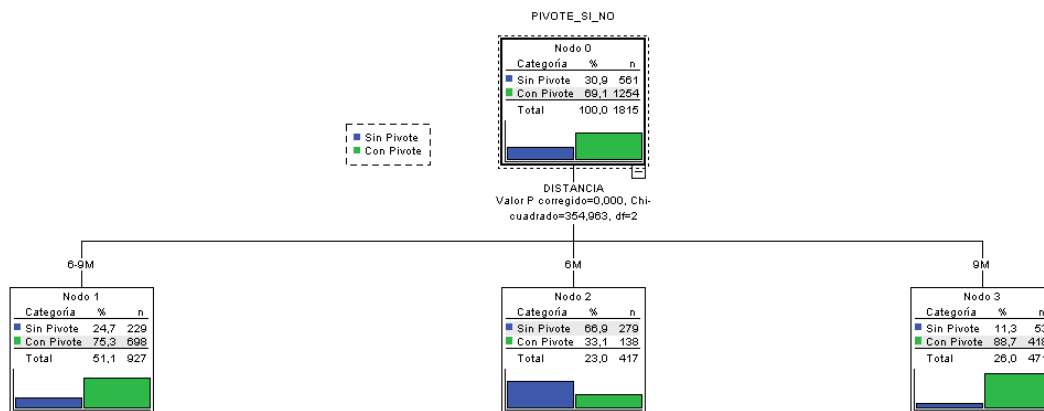 PIVOTE_SI_NO
Nodo 0
Categoría % n
Sin Pivote 30,9 561
Con Pivote 69,1 1254
Total 100,0 1815
Sin Pivote
Con Pivote
DISTANCIA
Valor P corregido=0,000, Chi-
cuadrado=354,963, df=2
6-9M
6M
9M
Nodo 1
Categoría % n
Sin Pivote 24,7 229
Con Pivote 75,3 698
Total 51,1 927
Nodo 2
Categoría % n
Sin Pivote 66,9 279
Con Pivote 33,1 138
Total 23,0 417
Nodo 3
Categoría % n
Sin Pivote 11,3 53
Con Pivote 88,7 418
Total 26,0 471